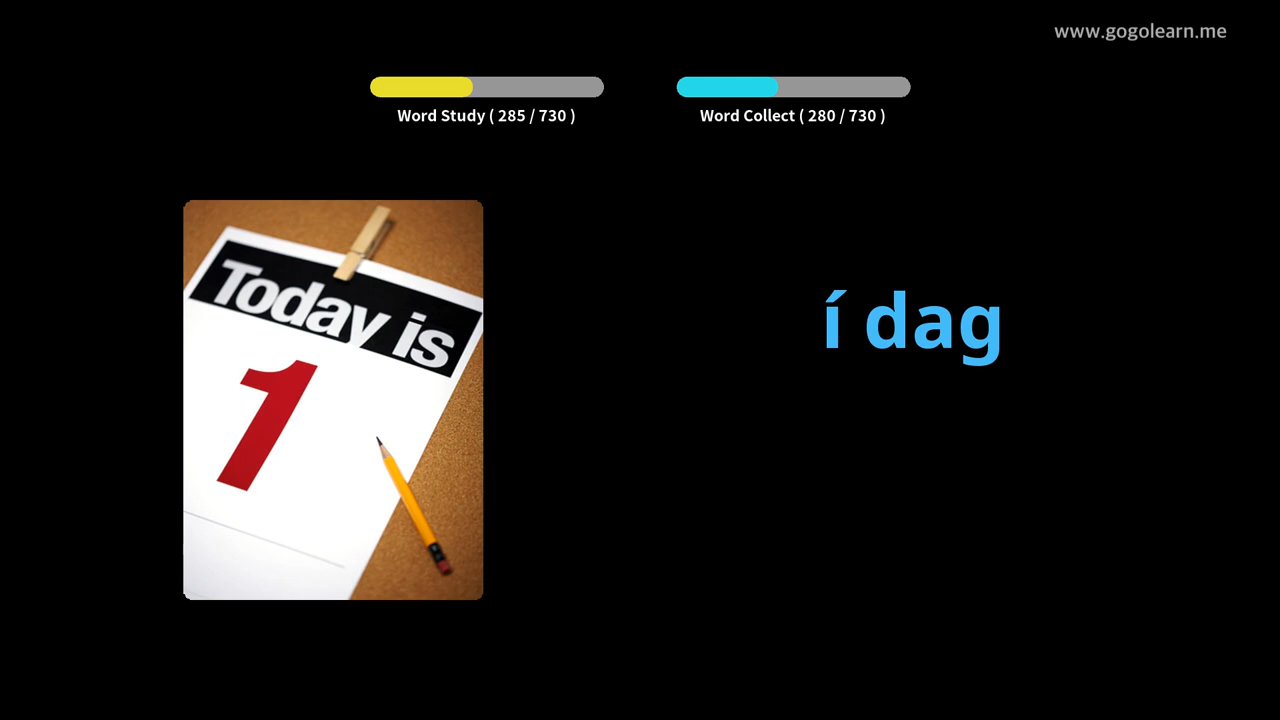 www.gogolearn.me
Word Study ( 285 / 730 )
Word Collect ( 280 / 730 )
Today is
1
í dag